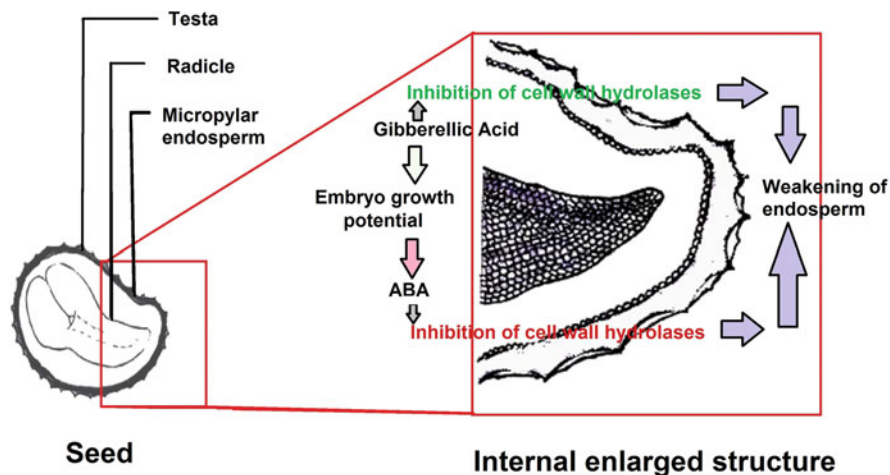 Testa
Radicle
Micropylar
endosperm
Inhibition of cell wall hydrolases
Gibberellic Acid
Embryo growth
potential
ABA
Inhibition of cell wall hydrolases
Weakening of
endosperm
Seed
Internal enlarged structure